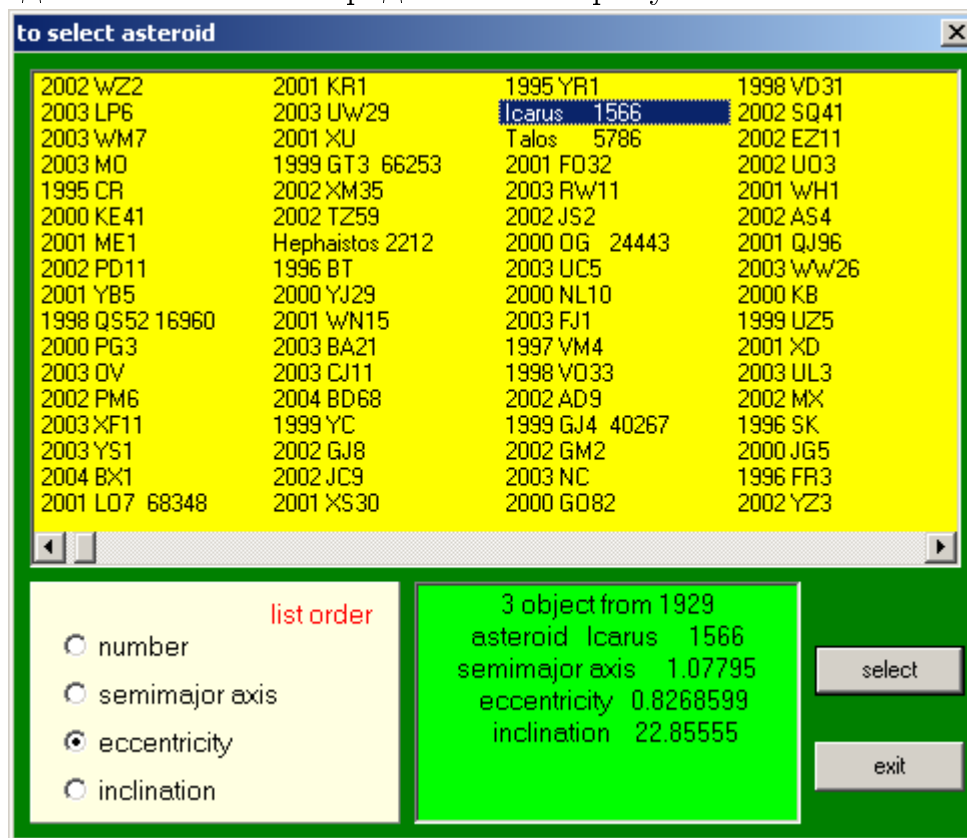 to select asteroid
2002 WZ2 2001 KR1 1995 YR1 1998 VD31
2003 LP6 2003 UW29 Icarus 1566 2002 SQ41
2003 WM7 2001 XU Talos 5786 2002 EZ11
2003 MO 1999 GT3 66253 2001 FO32 2002 UO3
1995 CR 2002 XM35 2003 RW11 2001 WH1
2000 KE41 2002 TZ59 2002 JS2 2002 AS4
2001 ME1 Hephaistos 2212 2000 OG 24443 2001 QJ96
2002 PD11 1996 BT 2003 UC5 2003 WW26
2001 YB5 2000 YJ29 2000 NL10 2000 KB
1998 QS52 16960 2001 WN15 2003 FJ1 1999 UZ5
2000 PG3 2003 BA21 1997 VM4 2001 XD
2003 OV 2003 CJ11 1998 VO33 2003 UL3
2002 PM6 2004 BD68 2002 AD9 2002 MX
2003 XF11 1999 YC 1999 GJ4 40267 1996 SK
2003 YS1 2002 GJ8 2002 GM2 2000 JG5
2004 BX1 2002 JC9 2003 NC 1996 FR3
2001 LO7 68348 2001 XS30 2000 GO82 2002 YZ3
list order
number
semimajor axis
eccentricity
inclination
3 object from 1929
asteroid Icarus 1566
semimajor axis 1.07795
eccentricity 0.8268599
inclination 22.85555
select
exit